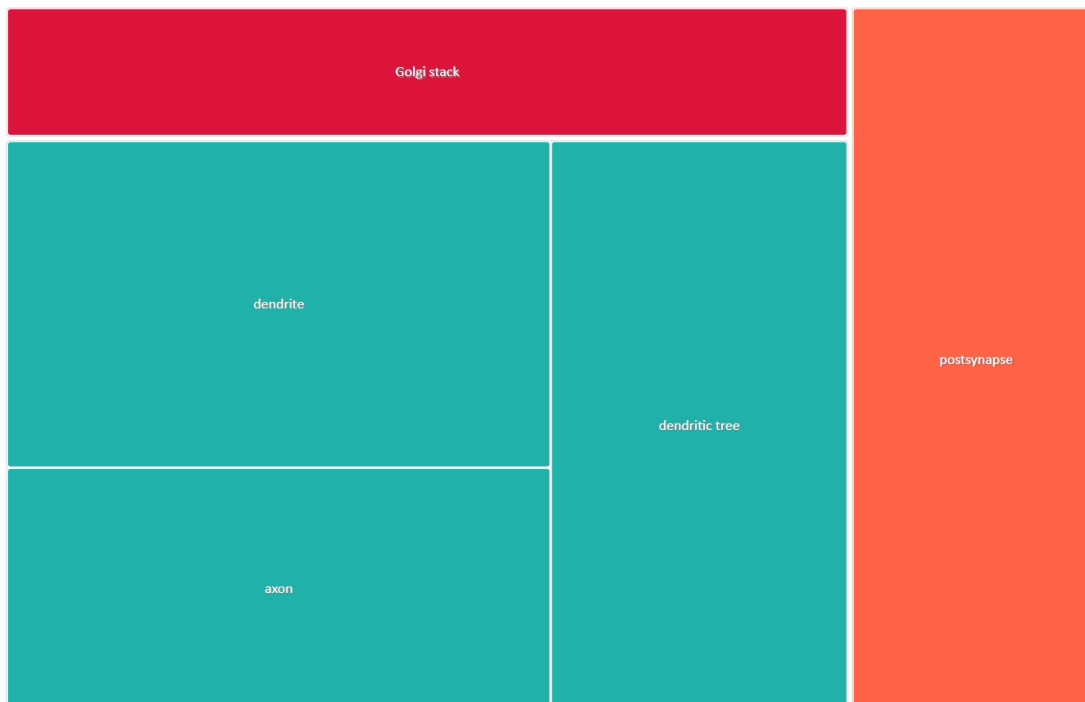 Golgi stack
dendrite
postsynapse
dendritic tree
axon